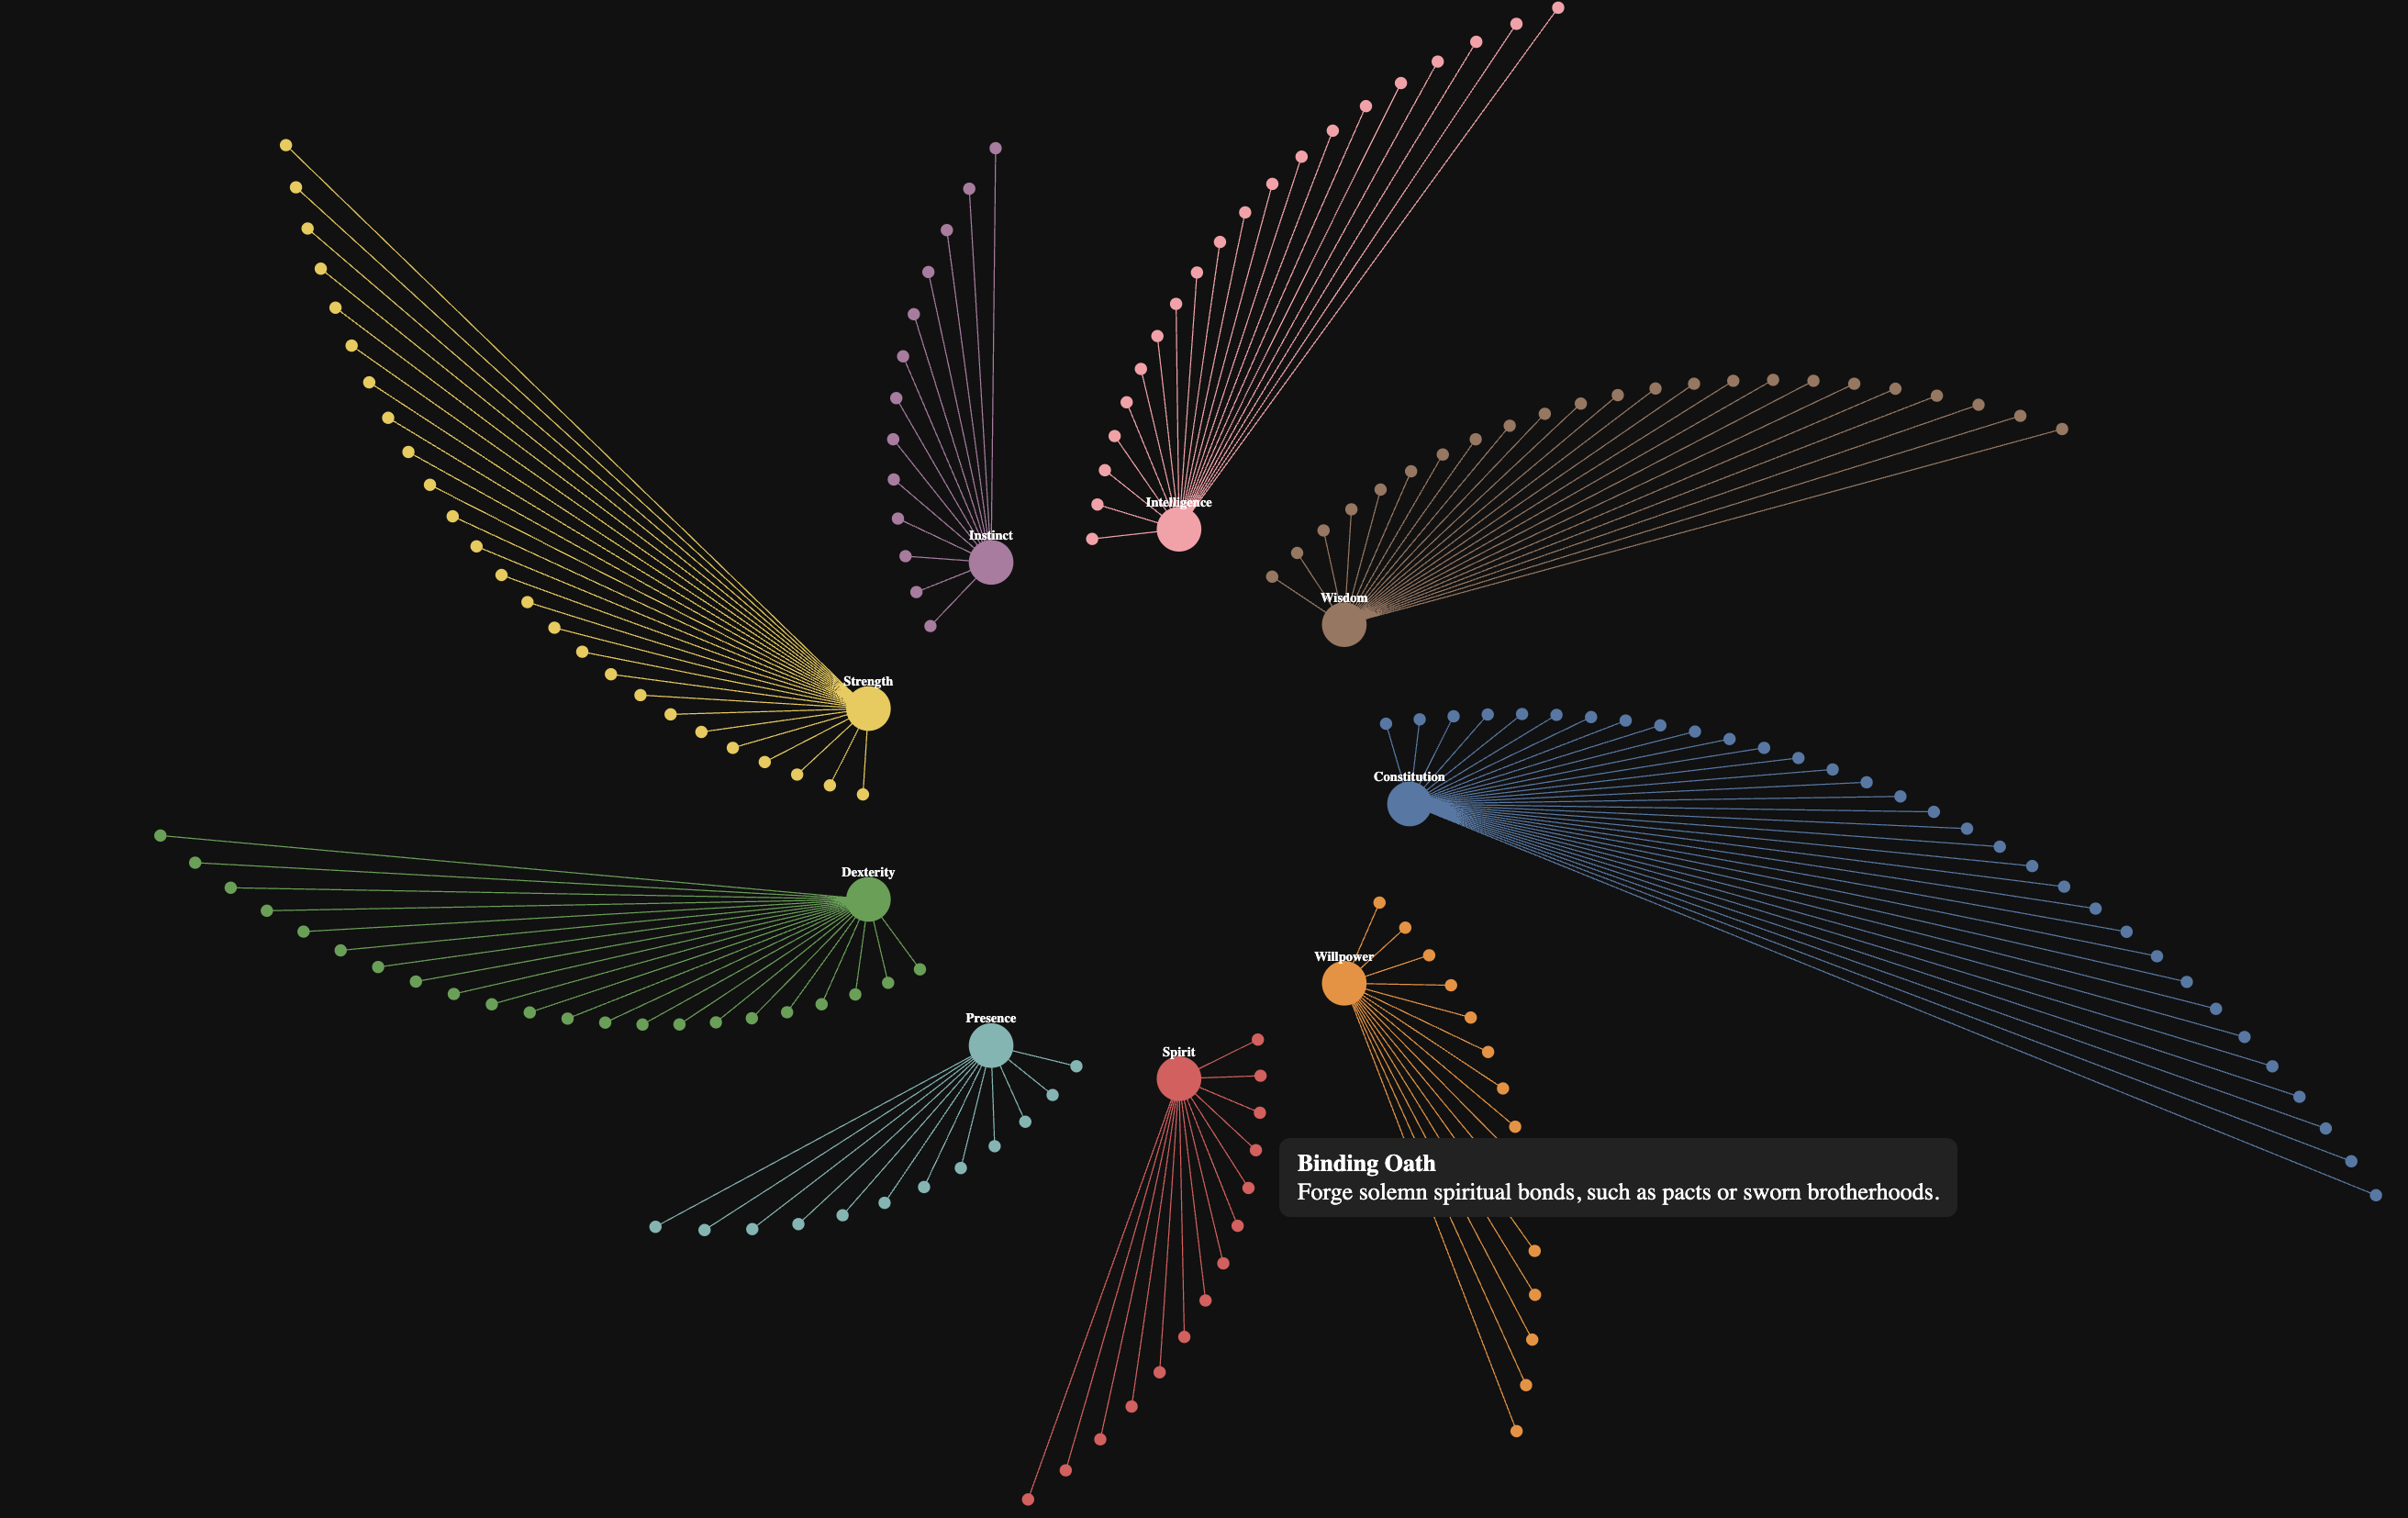 Intelligence
Instinct
Wisdom
Strength
Constitution
Dexterity
Willpower
Presence
Spirit
Binding Oath
Forge solemn spiritual bonds, such as pacts or sworn brotherhoods.